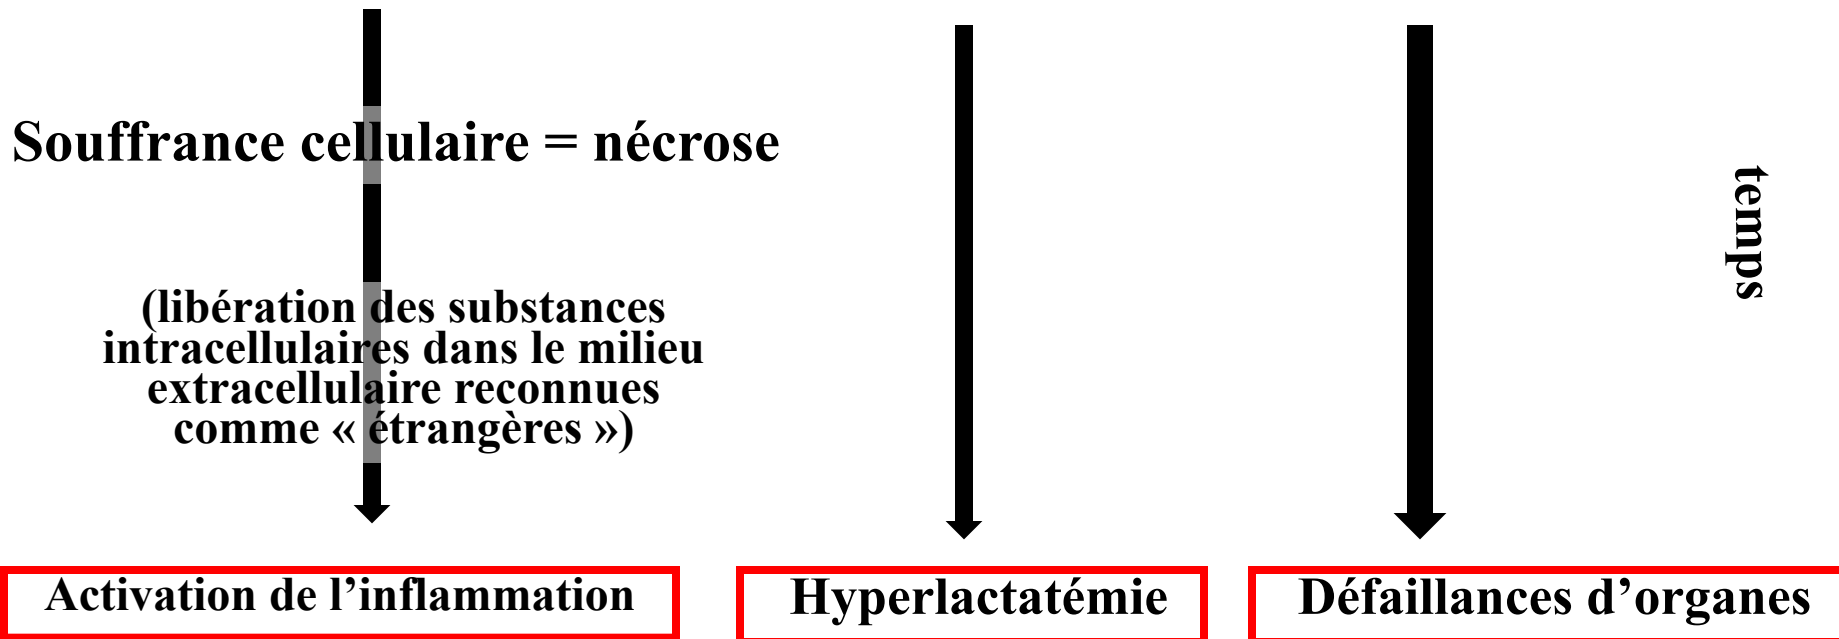 Souffrance cellulaire = nécrose
temps
(libération des substances
intracellulaires dans le milieu
extracellulaire reconnues
comme « étrangères »)
Activation de l’inflammation
Hyperlactatémie
Défaillances d’organes